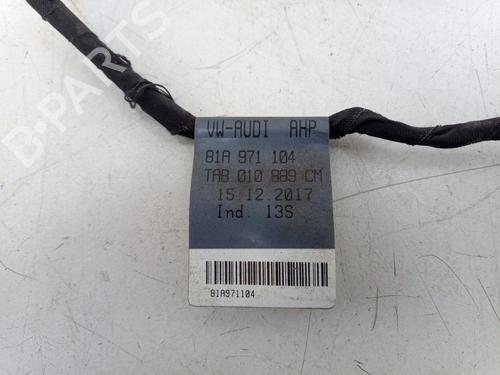 VW-AUDI AHP
81A 971 104
TAB 010 889 CM
15.12.2017
Ind. 13S
81A971104
B-PARTS